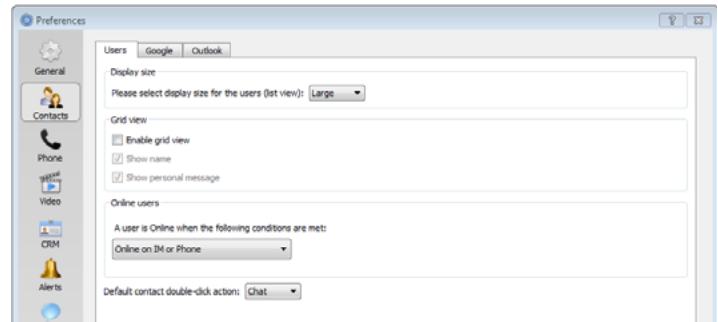 Preferences
General
Contacts
Phone
Video
CRM
Alerts
Users Google Outlook
Display size
Please select display size for the users (list view): Large
Grid view
Enable grid view
Show name
Show personal message
Online users
A user is Online when the following conditions are met:
Online on IM or Phone
Default contact double-click action: Chat